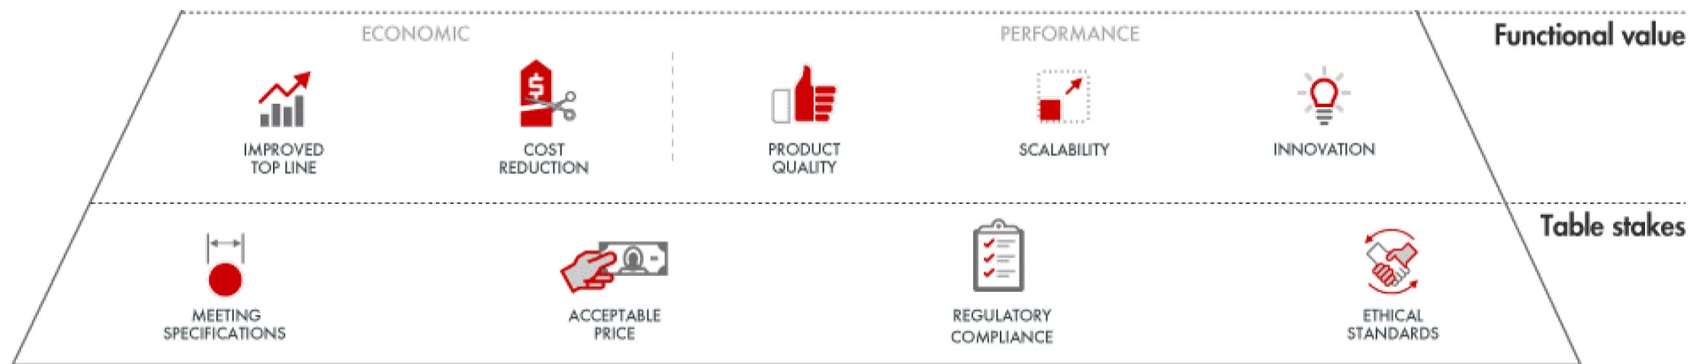 ECONOMIC
PERFORMANCE
Functional value
$
IMPROVED
TOP LINE
COST
REDUCTION
PRODUCT
QUALITY
SCALABILITY
INNOVATION
Table stakes
MEETING
SPECIFICATIONS
ACCEPTABLE
PRICE
REGULATORY
COMPLIANCE
ETHICAL
STANDARDS